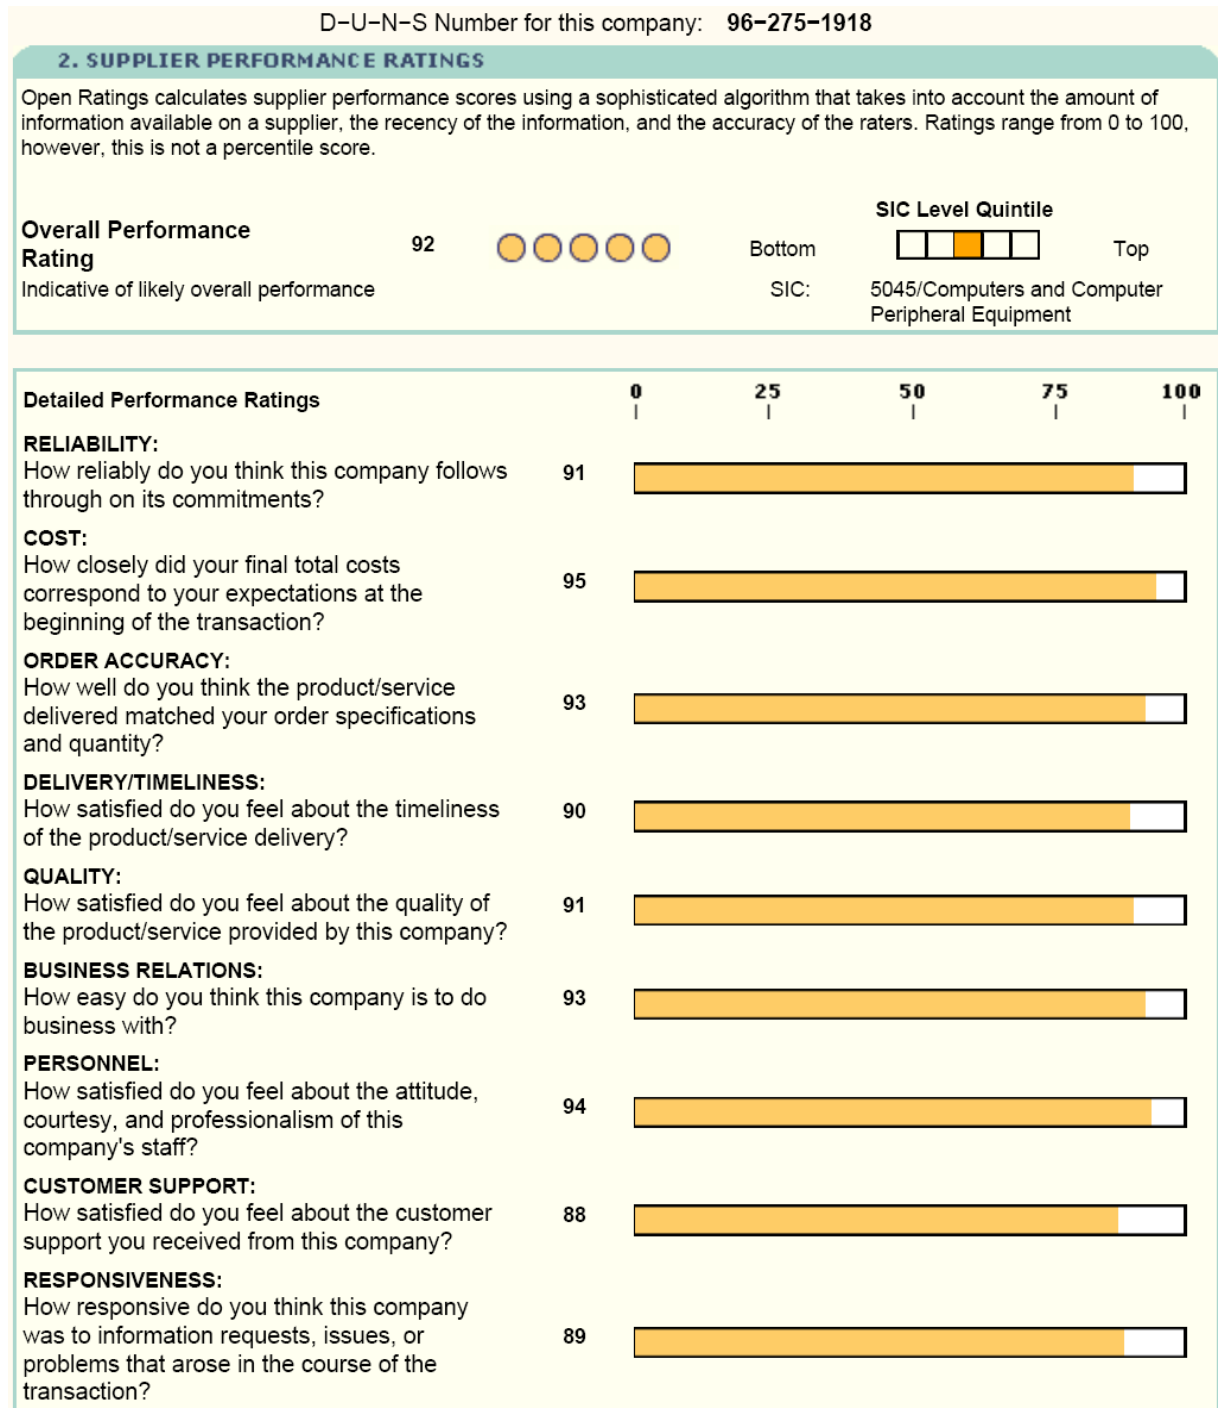 D-U-N-S Number for this company: 96-275-1918
2. SUPPLIER PERFORMANCE RATINGS
Open Ratings calculates supplier performance scores using a sophisticated algorithm that takes into account the amount of
information available on a supplier, the recency of the information, and the accuracy of the raters. Ratings range from 0 to 100,
however, this is not a percentile score.
SIC Level Quintile
Overall Performance
Rating
92
Bottom
Top
Indicative of likely overall performance
SIC:
5045/Computers and Computer
Peripheral Equipment
Detailed Performance Ratings
0 25 50 75 100
RELIABILITY:
How reliably do you think this company follows
through on its commitments?
91
COST:
How closely did your final total costs
correspond to your expectations at the
beginning of the transaction?
95
ORDER ACCURACY:
How well do you think the product/service
delivered matched your order specifications
and quantity?
93
DELIVERY/TIMELINESS:
How satisfied do you feel about the timeliness
of the product/service delivery?
90
QUALITY:
How satisfied do you feel about the quality of
the product/service provided by this company?
91
BUSINESS RELATIONS:
How easy do you think this company is to do
business with?
93
PERSONNEL:
How satisfied do you feel about the attitude,
courtesy, and professionalism of this
company's staff?
94
CUSTOMER SUPPORT:
How satisfied do you feel about the customer
support you received from this company?
88
RESPONSIVENESS:
How responsive do you think this company
was to information requests, issues, or
problems that arose in the course of the
transaction?
89